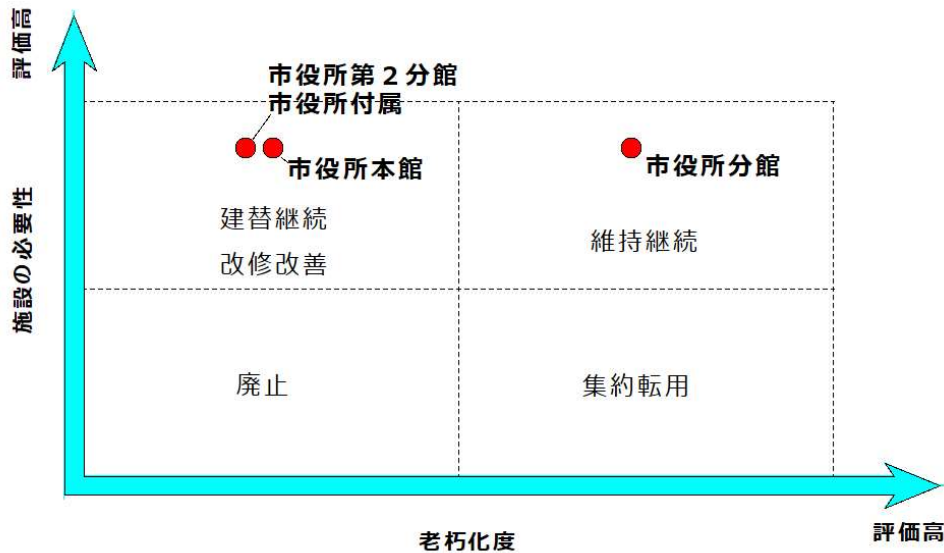 評価高
施設の必要性
市役所第２分館
市役所付属
市役所本館
市役所分館
建替継続
改修改善
維持継続
廃止
集約転用
老朽化度
評価高